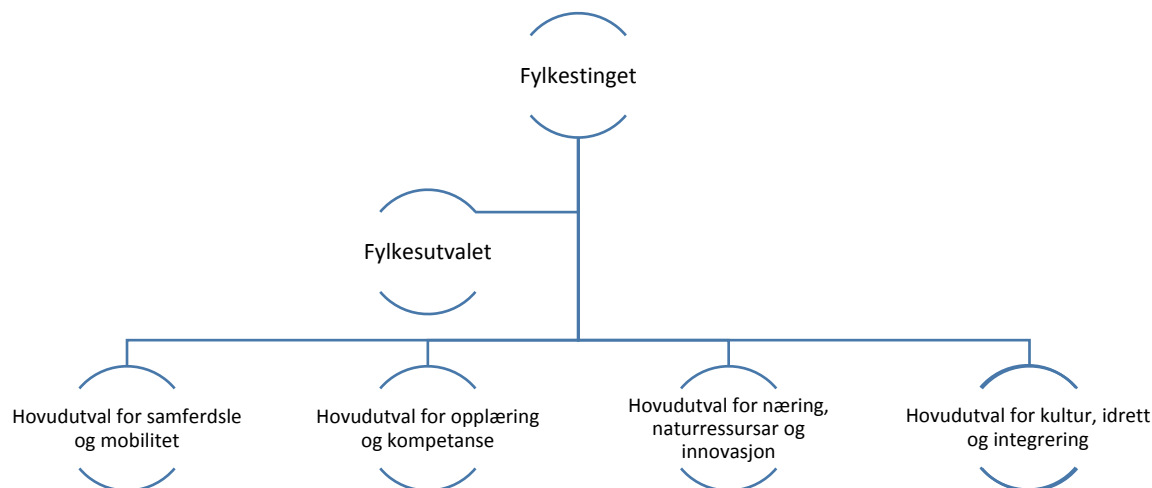 Fylkestinget
Fylkesutvalet
Hovudutval for samferdsle
og mobilitet
Hovudutval for opplæring
og kompetanse
Hovudutval for næring,
naturressursar og
innovasjon
Hovudutval for kultur, idrett
og integrering